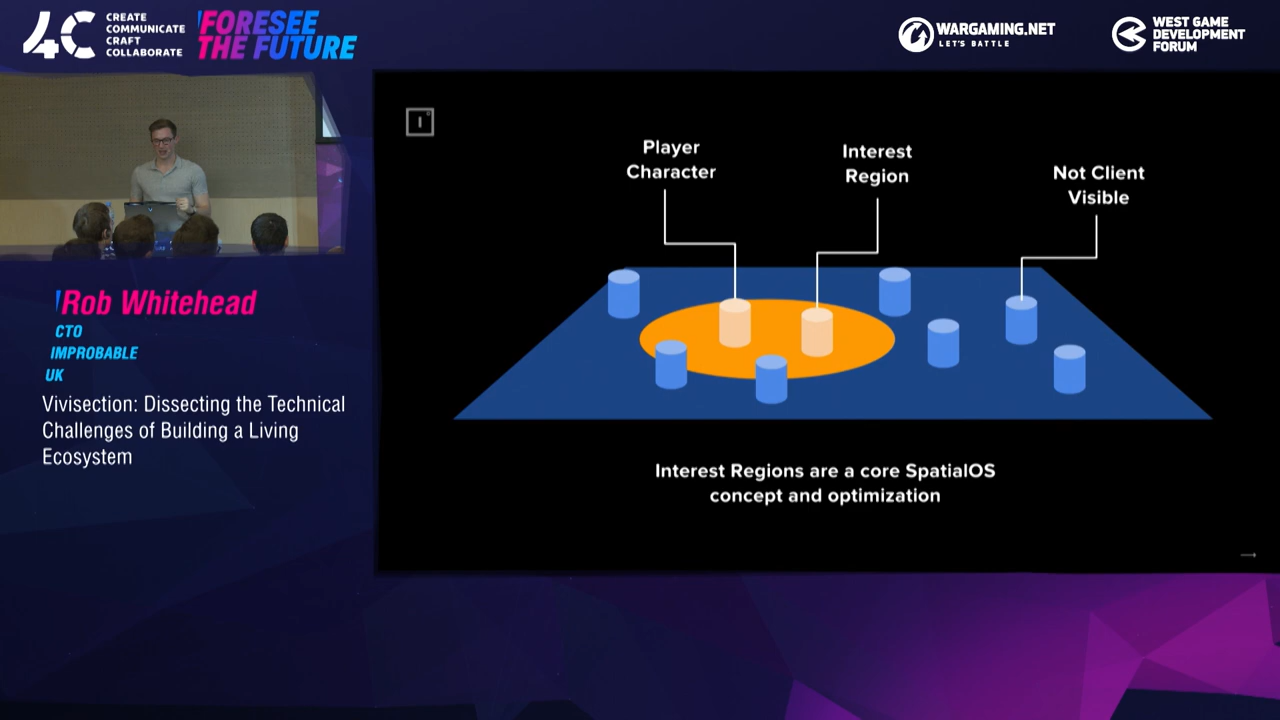 4C
CREATE
COMMUNICATE
CRAFT
COLLABORATE
FORESEE
THE FUTURE
WARGAMING.NET
LET'S BATTLE
WEST GAME
DEVELOPMENT
FORUM
Rob Whitehead
CTO
IMPROBABLE
UK
Vivisection: Dissecting the Technical
Challenges of Building a Living
Ecosystem
Player
Character
Interest
Region
Not Client
Visible
Interest Regions are a core SpatialOS
concept and optimization